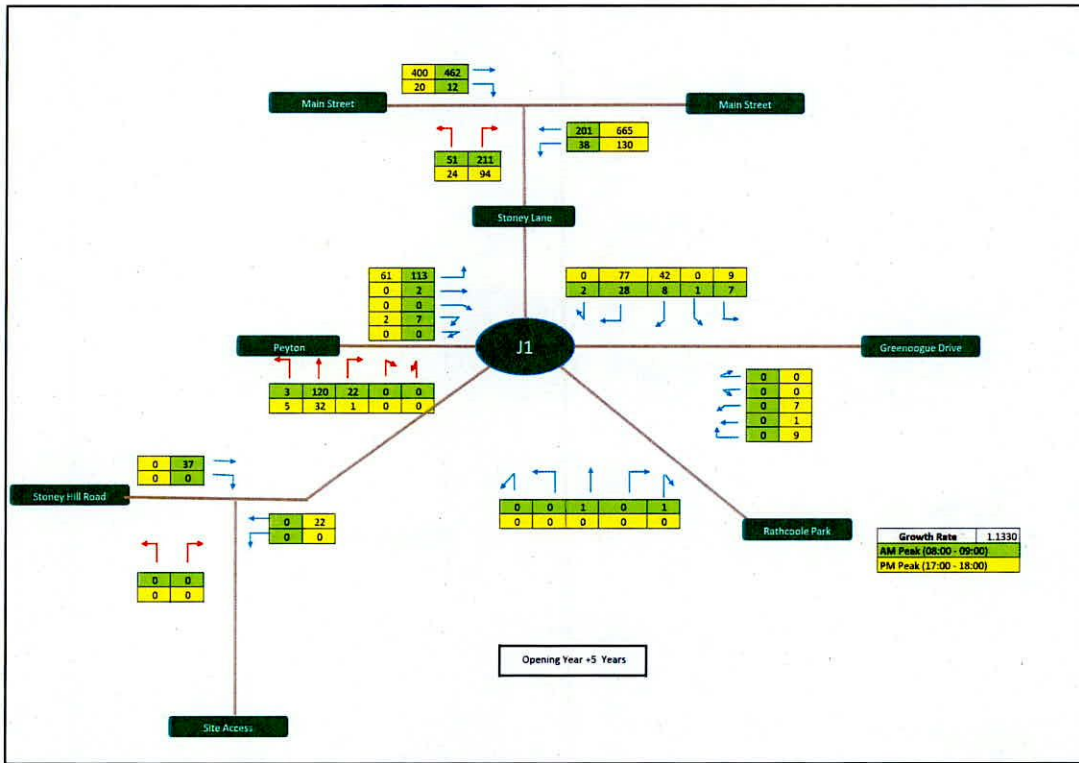 400 462
20 12
Main Street
Main Street
201 665
38 130
51 211
24 94
Stoney Lane
61 113
0 2
0 0
2 7
0 0
0 77 42 0 9
2 28 8 1 7
Peyton
J1
Greenogue Drive
3 120 22 0 0
5 32 1 0 0
0 0
0 0
0 7
0 1
0 9
0 37
0 0
Stoney Hill Road
0 22
0 0
0 0 1 0 1
0 0 0 0 0
Rathcoole Park
Growth Rate 1.1330
AM Peak (08:00 - 09:00)
PM Peak (17:00 - 18:00)
0 0
0 0
Opening Year +5 Years
Site Access